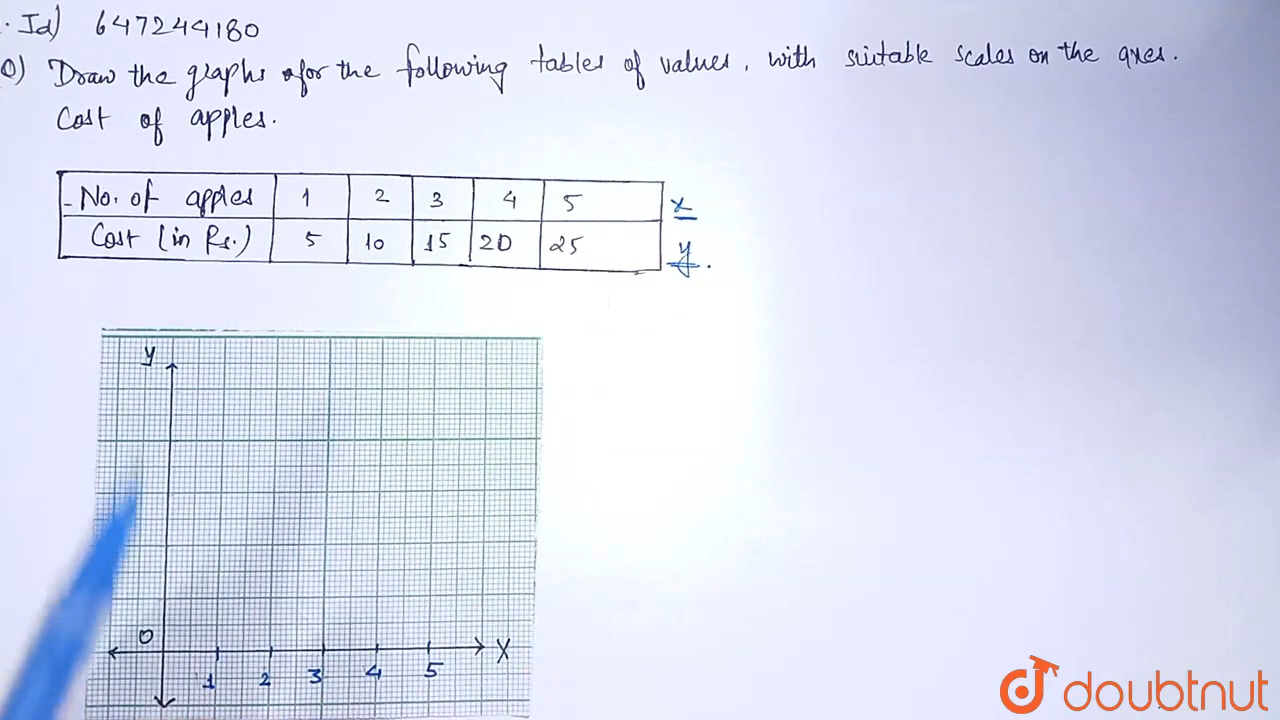 . Id) 647244180
Q) Draw the graphs for the following tables of values, with suitable scales on the axes.
Cost of apples.
No. of apples 1 2 3 4 5 x
Cost (in Rs.) 5 10 15 20 25 y.
y
0
X
1 2 3 4 5
doubtnut